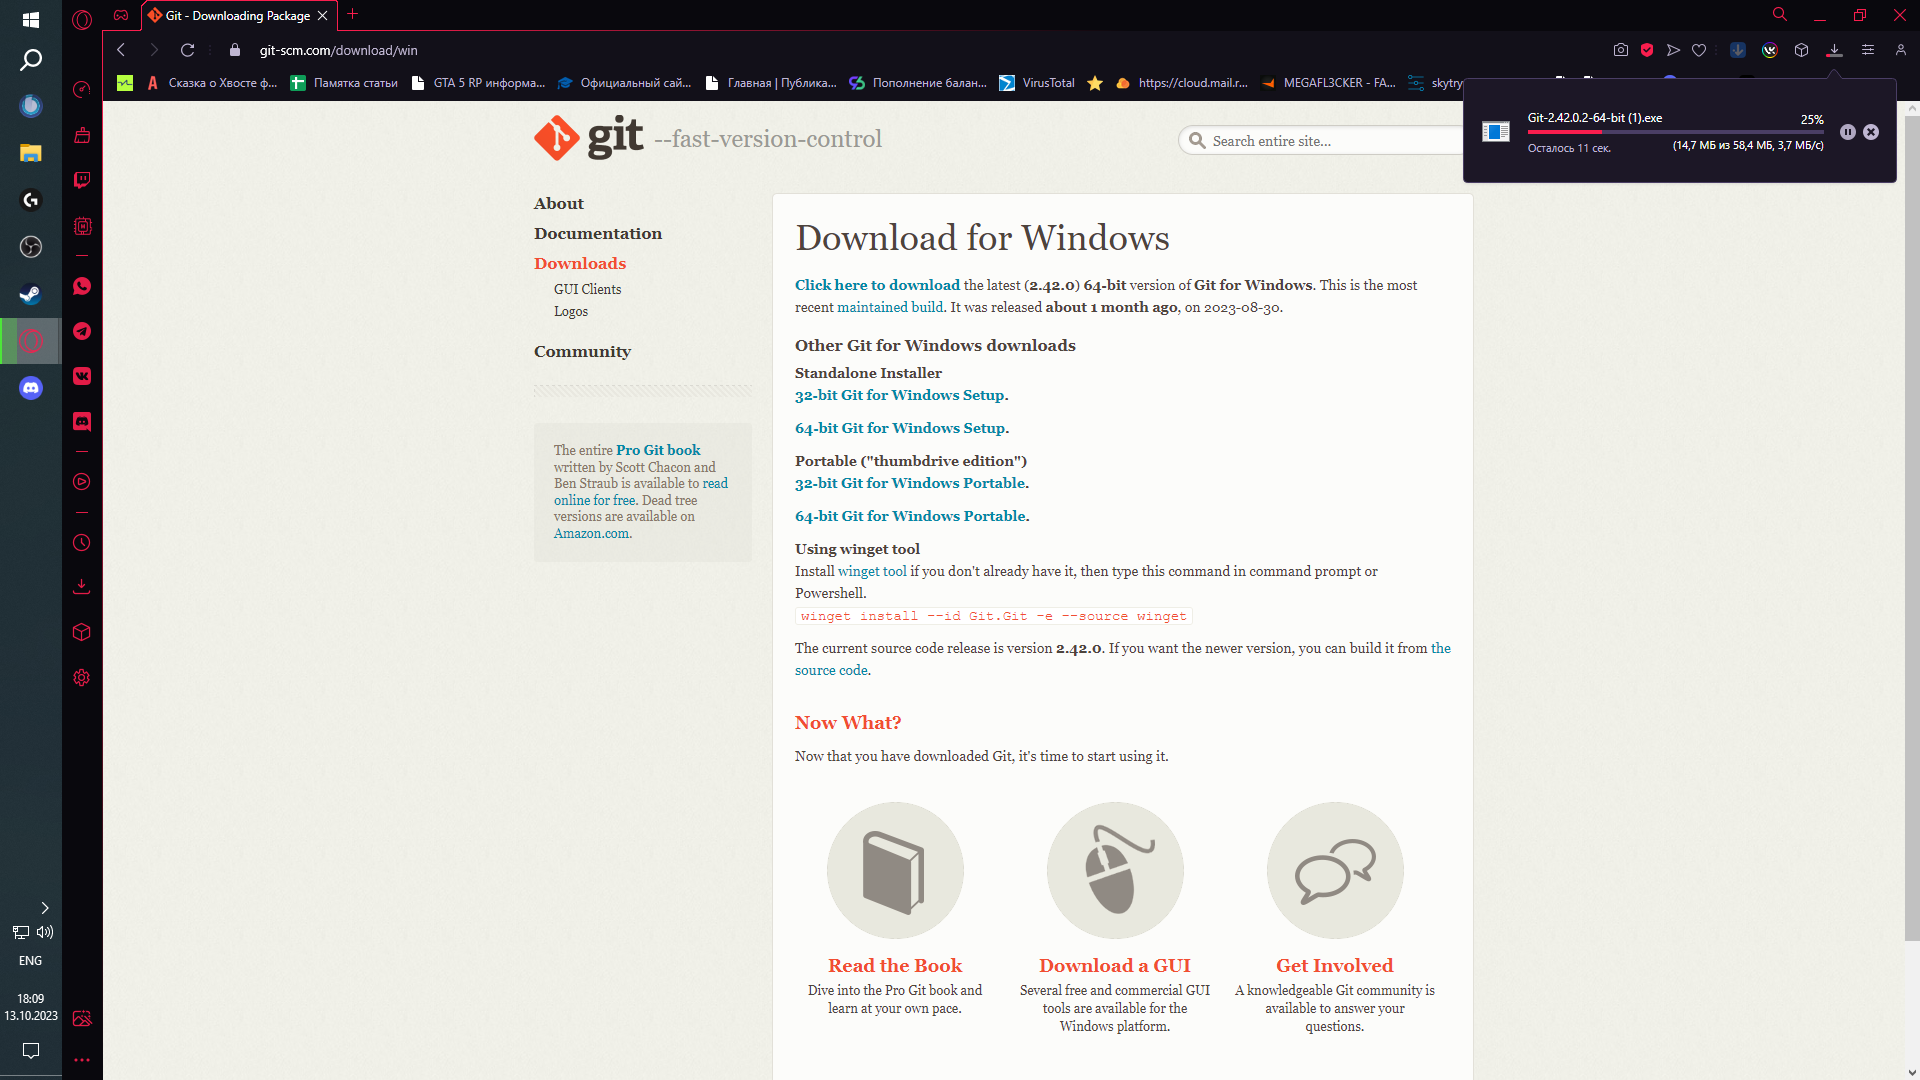 Git - Downloading Package
git-scm.com/download/win
Сказка о Хвосте ф...
Памятка статьи
GTA 5 RP информа...
Официальный сай...
Главная | Публика...
Пополнение балан...
VirusTotal
https://cloud.mail.r...
MEGAFL3CKER - FA...
skytry
Git-2.42.0.2-64-bit (1).exe
25%
Осталось 11 сек.
(14,7 МБ из 58,4 МБ, 3,7 МБ/с)
git --fast-version-control
Search entire site...
About
Documentation
Downloads
GUI Clients
Logos
Community
The entire Pro Git book
written by Scott Chacon and
Ben Straub is available to read
online for free. Dead tree
versions are available on
Amazon.com.
Download for Windows
Click here to download the latest (2.42.0) 64-bit version of Git for Windows. This is the most
recent maintained build. It was released about 1 month ago, on 2023-08-30.
Other Git for Windows downloads
Standalone Installer
32-bit Git for Windows Setup.
64-bit Git for Windows Setup.
Portable ("thumbdrive edition")
32-bit Git for Windows Portable.
64-bit Git for Windows Portable.
Using winget tool
Install winget tool if you don't already have it, then type this command in command prompt or
Powershell.
winget install --id Git.Git -e --source winget
The current source code release is version 2.42.0. If you want the newer version, you can build it from the
source code.
Now What?
Now that you have downloaded Git, it's time to start using it.
Read the Book
Dive into the Pro Git book and
learn at your own pace.
Download a GUI
Several free and commercial GUI
tools are available for the
Windows platform.
Get Involved
A knowledgeable Git community is
available to answer your
questions.
ENG
18:09
13.10.2023